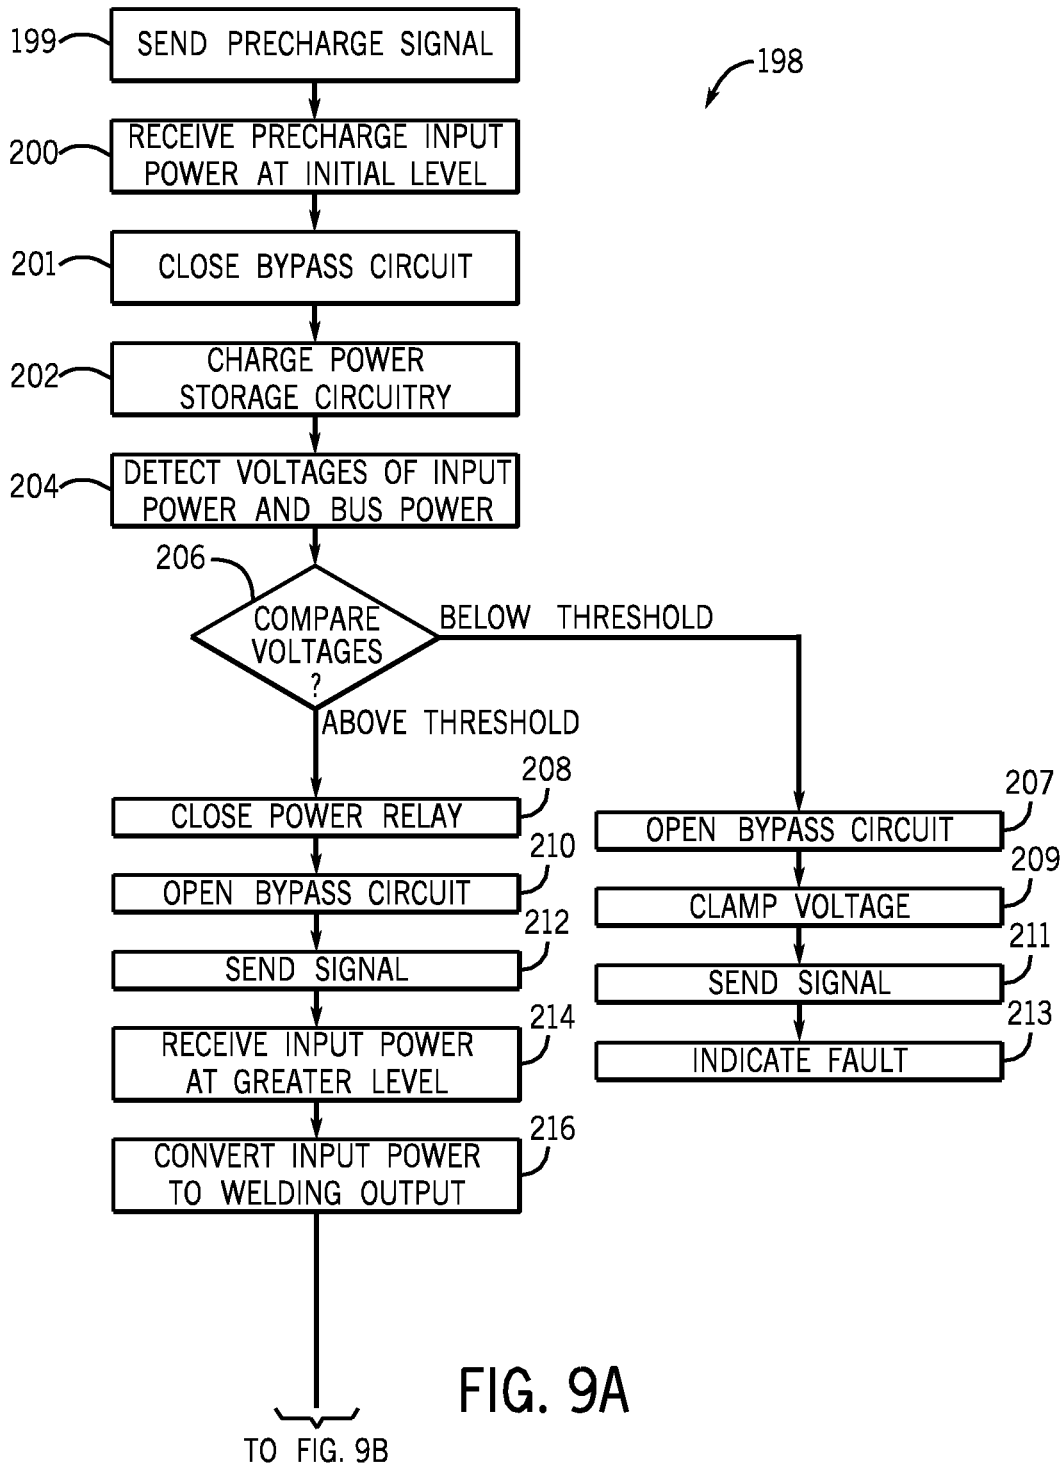 199
SEND PRECHARGE SIGNAL
198
200
RECEIVE PRECHARGE INPUT
POWER AT INITIAL LEVEL
201
CLOSE BYPASS CIRCUIT
202
CHARGE POWER
STORAGE CIRCUITRY
204
DETECT VOLTAGES OF INPUT
POWER AND BUS POWER
206
COMPARE
VOLTAGES
?
BELOW THRESHOLD
ABOVE THRESHOLD
208
CLOSE POWER RELAY
210
OPEN BYPASS CIRCUIT
212
SEND SIGNAL
214
RECEIVE INPUT POWER
AT GREATER LEVEL
216
CONVERT INPUT POWER
TO WELDING OUTPUT
207
OPEN BYPASS CIRCUIT
209
CLAMP VOLTAGE
211
SEND SIGNAL
213
INDICATE FAULT
FIG. 9A
TO FIG. 9B